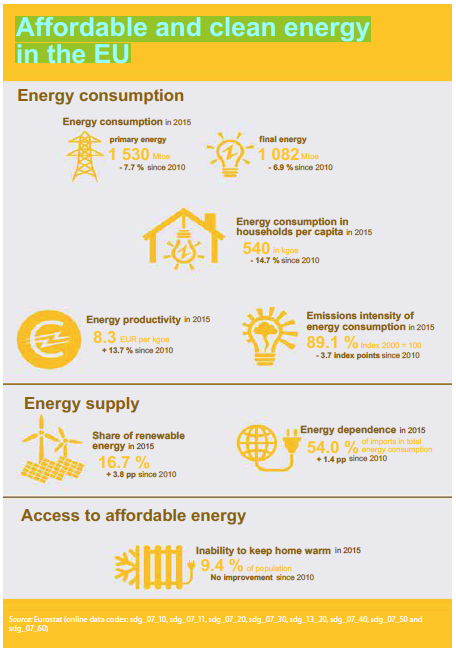 Affordable and clean energy
in the EU
Energy consumption
Energy consumption in 2015
primary energy
1 530 Mtoe
- 7.7 % since 2010
final energy
1 082 Mtoe
- 6.9 % since 2010
Energy consumption in
households per capita in 2015
540 in kgoe
- 14.7 % since 2010
Energy productivity in 2015
8.3 EUR per kgoe
+ 13.7 % since 2010
Emissions intensity of
energy consumption in 2015
89.1 % Index 2000 = 100
- 3.7 index points since 2010
Energy supply
Share of renewable
energy in 2015
16.7 %
+ 3.8 pp since 2010
Energy dependence in 2015
54.0 % of imports in total
energy consumption
+ 1.4 pp since 2010
Access to affordable energy
Inability to keep home warm in 2015
9.4 % of population
No improvement since 2010
Source: Eurostat (online data codes: sdg_07_10, sdg_07_11, sdg_07_20, sdg_07_30, sdg_13_20, sdg_07_40, sdg_07_50 and
sdg_07_60)